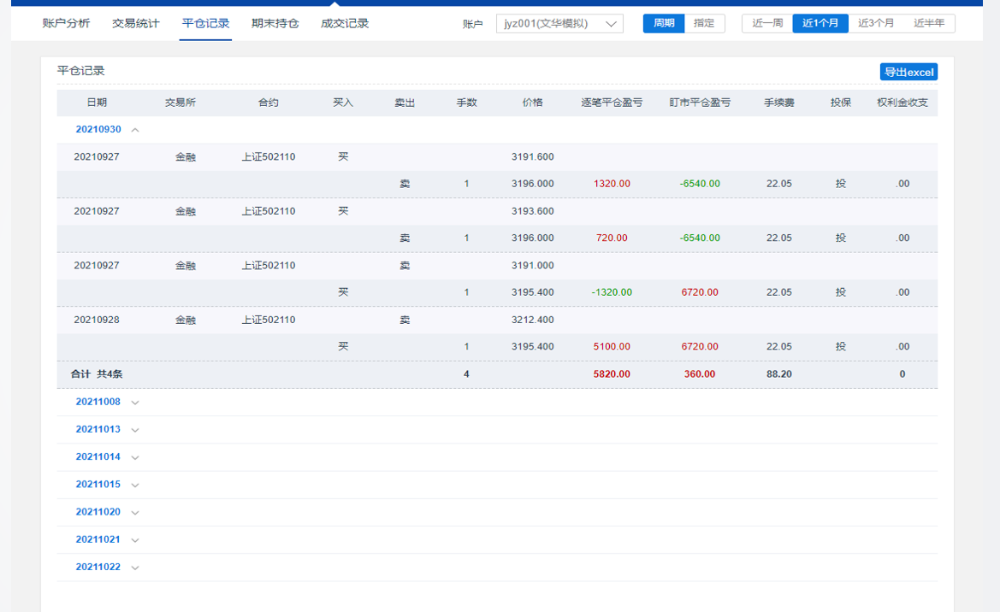 账户分析 交易统计 平仓记录 期末持仓 成交记录 账户 jyz001(文华模拟) 周期 指定 近一周 近1个月 近3个月 近半年
平仓记录 导出excel
日期 交易所 合约 买入 卖出 手数 价格 逐笔平仓盈亏 盯市平仓盈亏 手续费 投保 权利金收支
20210930
20210927 金融 上证502110 买 3191.600
卖 1 3196.000 1320.00 -6540.00 22.05 投 .00
20210927 金融 上证502110 买 3193.600
卖 1 3196.000 720.00 -6540.00 22.05 投 .00
20210927 金融 上证502110 卖 3191.000
买 1 3195.400 -1320.00 6720.00 22.05 投 .00
20210928 金融 上证502110 卖 3212.400
买 1 3195.400 5100.00 6720.00 22.05 投 .00
合计 共4条 4 5820.00 360.00 88.20 0
20211008
20211013
20211014
20211015
20211020
20211021
20211022